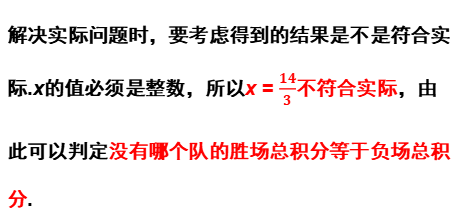 解决实际问题时，要考虑得到的结果是不是符合实
际.x的值必须是整数，所以x = 14/3不符合实际，由
此可以判定没有哪个队的胜场总积分等于负场总积
分.